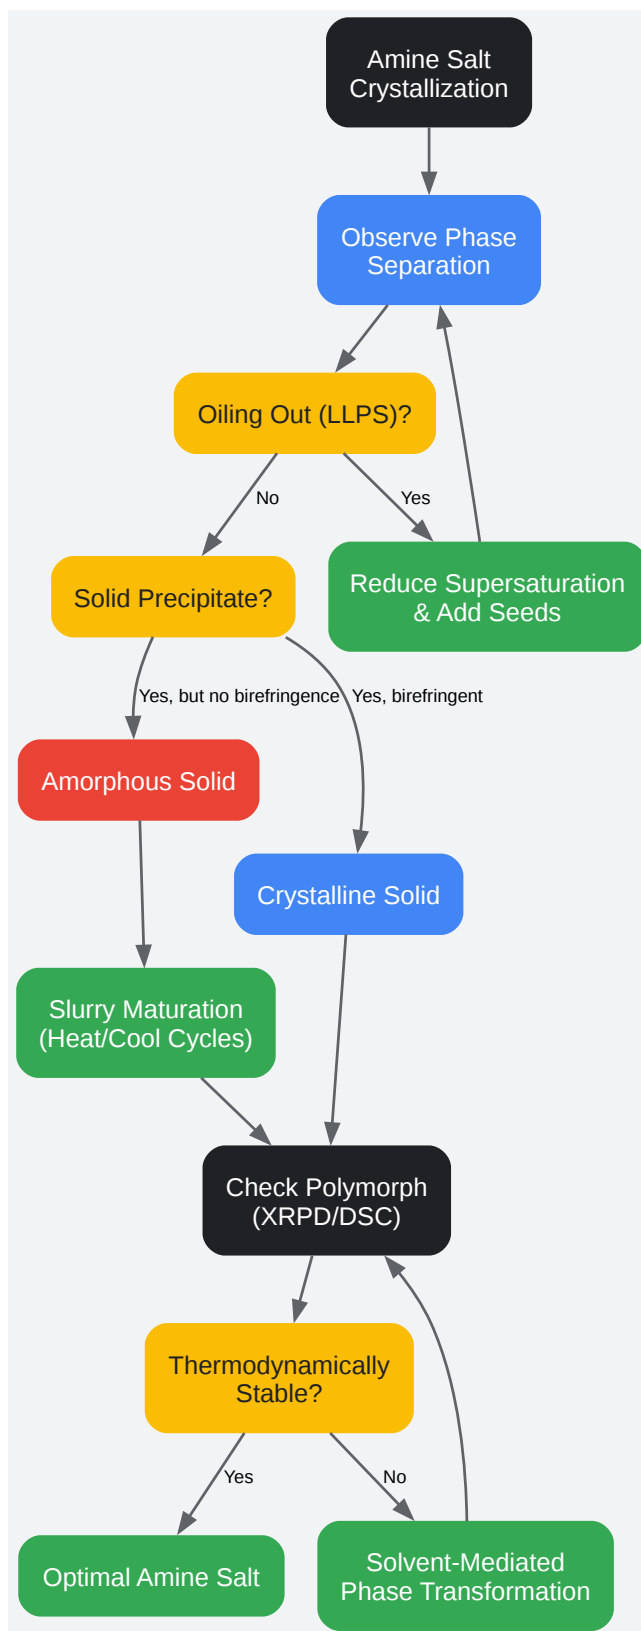 Amine Salt
Crystallization
Observe Phase
Separation
Oiling Out (LLPS)?
No
Yes
Solid Precipitate?
Reduce Supersaturation
& Add Seeds
Yes, but no birefringence
Yes, birefringent
Amorphous Solid
Crystalline Solid
Slurry Maturation
(Heat/Cool Cycles)
Check Polymorph
(XRPD/DSC)
Thermodynamically
Stable?
Yes
No
Optimal Amine Salt
Solvent-Mediated
Phase Transformation